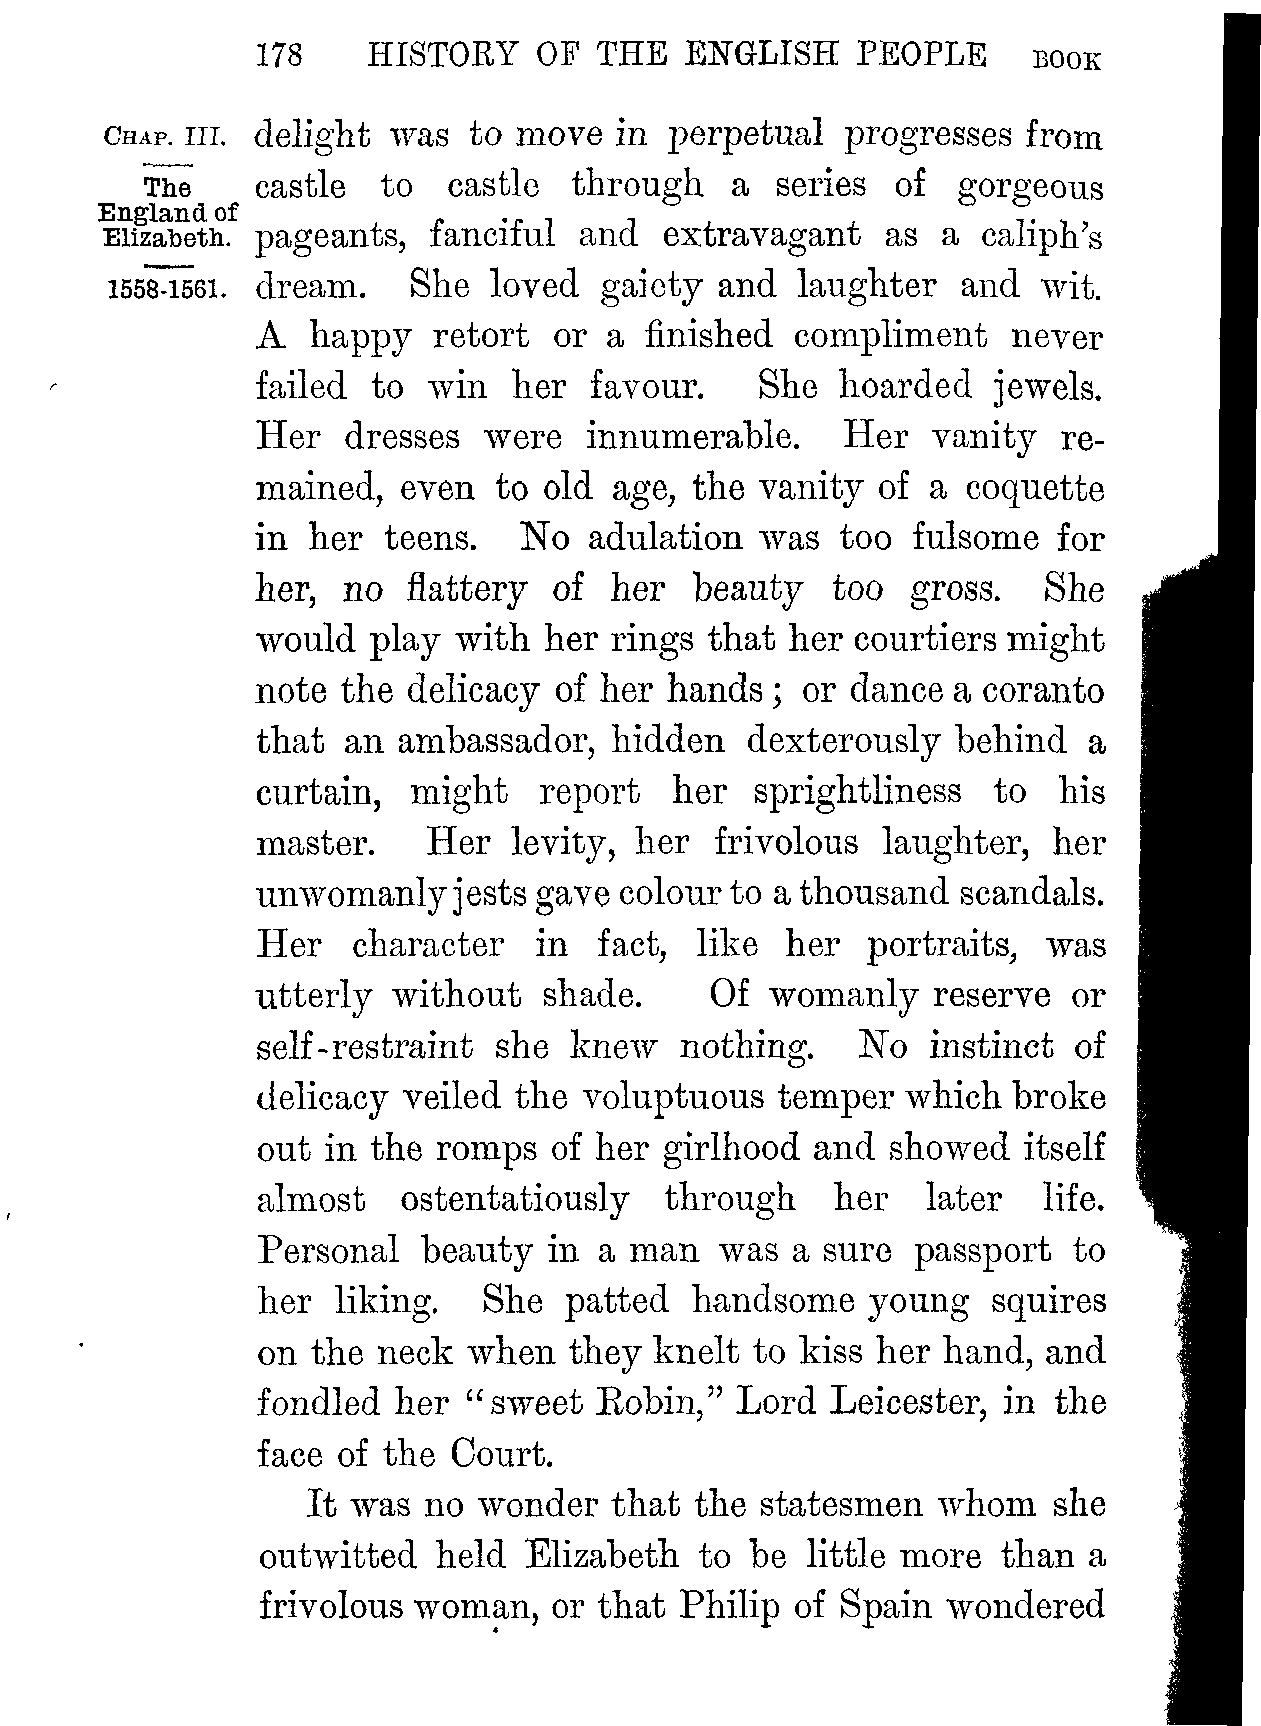 178 HISTORY OF THE ENGLISH PEOPLE BOOK
CHAP. III.
The
England of
Elizabeth.
1558-1561.
delight was to move in perpetual progresses from
castle to castle through a series of gorgeous
pageants, fanciful and extravagant as a caliph's
dream. She loved gaiety and laughter and wit.
A happy retort or a finished compliment never
failed to win her favour. She hoarded jewels.
Her dresses were innumerable. Her vanity re-
mained, even to old age, the vanity of a coquette
in her teens. No adulation was too fulsome for
her, no flattery of her beauty too gross. She
would play with her rings that her courtiers might
note the delicacy of her hands; or dance a coranto
that an ambassador, hidden dexterously behind a
curtain, might report her sprightliness to his
master. Her levity, her frivolous laughter, her
unwomanly jests gave colour to a thousand scandals.
Her character in fact, like her portraits, was
utterly without shade. Of womanly reserve or
self-restraint she knew nothing. No instinct of
delicacy veiled the voluptuous temper which broke
out in the romps of her girlhood and showed itself
almost ostentatiously through her later life.
Personal beauty in a man was a sure passport to
her liking. She patted handsome young squires
on the neck when they knelt to kiss her hand, and
fondled her "sweet Robin," Lord Leicester, in the
face of the Court.
It was no wonder that the statesmen whom she
outwitted held Elizabeth to be little more than a
frivolous woman, or that Philip of Spain wondered